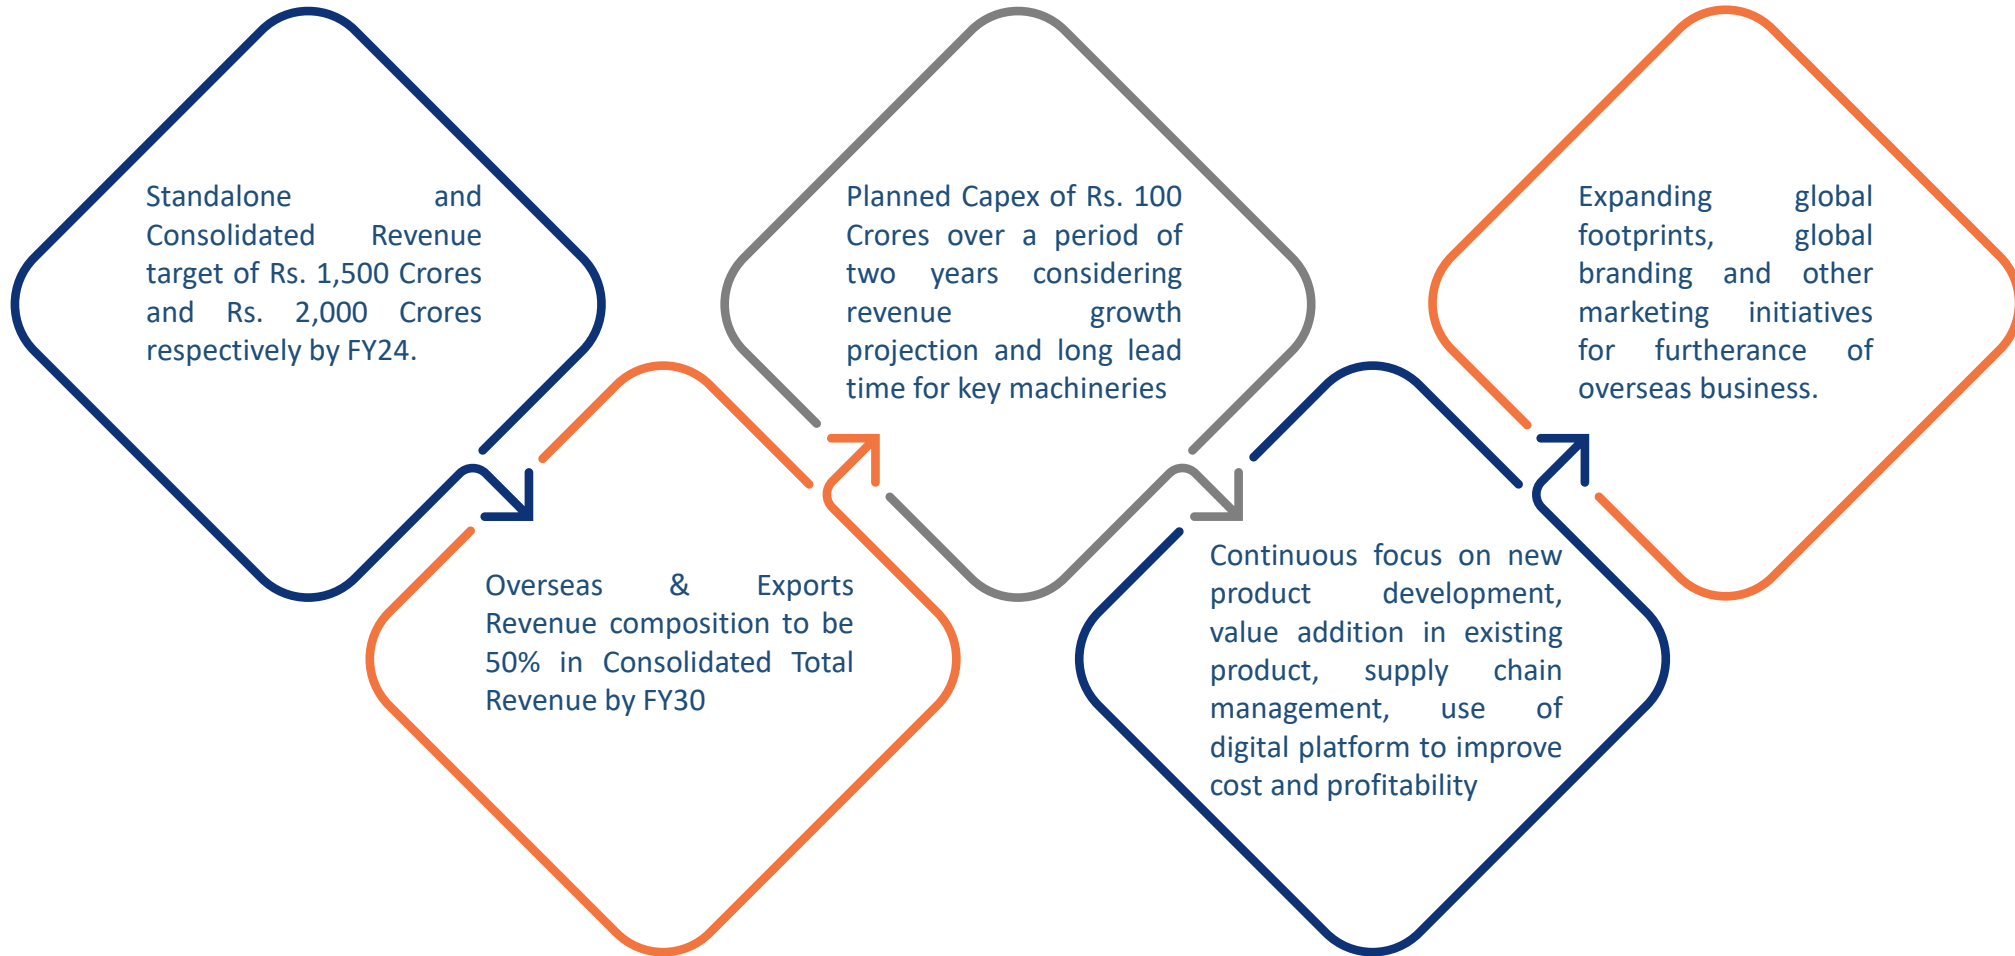 Standalone and
Consolidated Revenue
target of Rs. 1,500 Crores
and Rs. 2,000 Crores
respectively by FY24.
Overseas & Exports
Revenue composition to be
50% in Consolidated Total
Revenue by FY30
Planned Capex of Rs. 100
Crores over a period of
two years considering
revenue growth
projection and long lead
time for key machineries
Continuous focus on new
product development,
value addition in existing
product, supply chain
management, use of
digital platform to improve
cost and profitability
Expanding global
footprints, global
branding and other
marketing initiatives
for furtherance of
overseas business.